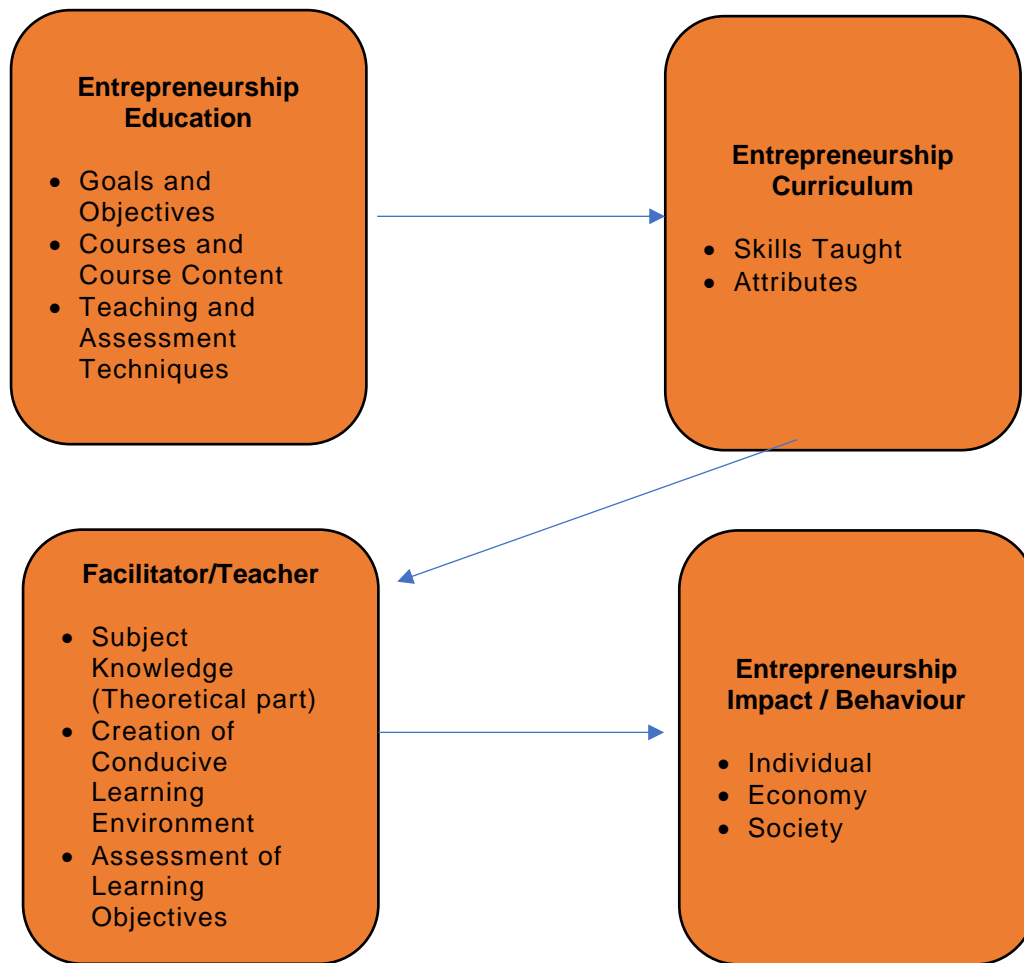 Entrepreneurship
Education
• Goals and
Objectives
• Courses and
Course Content
• Teaching and
Assessment
Techniques
Entrepreneurship
Curriculum
• Skills Taught
• Attributes
Facilitator/Teacher
• Subject
Knowledge
(Theoretical part)
• Creation of
Conducive
Learning
Environment
• Assessment of
Learning
Objectives
Entrepreneurship
Impact / Behaviour
• Individual
• Economy
• Society